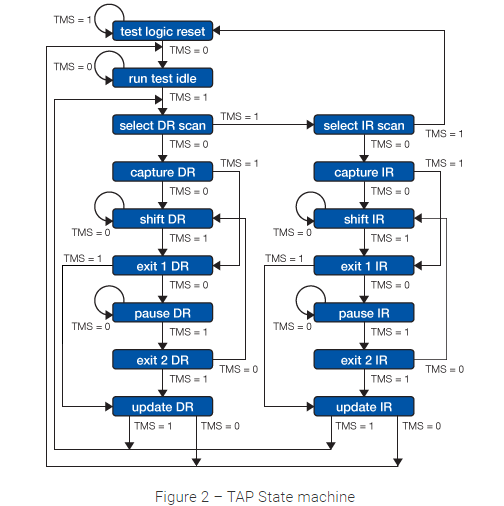 TMS = 1
test logic reset
TMS = 0
TMS = 0
run test idle
TMS = 1
select DR scan
TMS = 1
select IR scan
TMS = 1
TMS = 0
TMS = 0
capture DR
TMS = 1
capture IR
TMS = 1
TMS = 0
TMS = 0
shift DR
shift IR
TMS = 0
TMS = 1
TMS = 0
TMS = 1
TMS = 1
exit 1 DR
TMS = 1
exit 1 IR
TMS = 0
TMS = 0
pause DR
pause IR
TMS = 0
TMS = 1
TMS = 0
TMS = 1
exit 2 DR
TMS = 0
exit 2 IR
TMS = 0
TMS = 1
TMS = 1
update DR
update IR
TMS = 1
TMS = 0
TMS = 1
TMS = 0
Figure 2 – TAP State machine